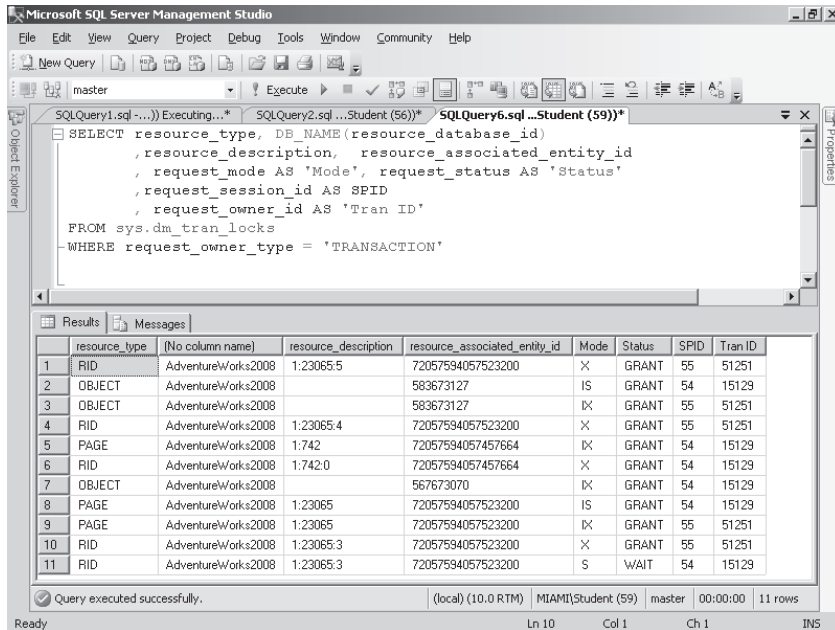 Microsoft SQL Server Management Studio
File Edit View Query Project Debug Tools Window Community Help
New Query
master Execute
SQLQuery1.sql -...)) Executing...* SQLQuery2.sql ...Student (56))* SQLQuery6.sql ...Student (59))*
Object Explorer
Properties
SELECT resource_type, DB_NAME(resource_database_id)
,resource_description, resource_associated_entity_id
, request_mode AS 'Mode', request_status AS 'Status'
,request_session_id AS SPID
, request_owner_id AS 'Tran ID'
FROM sys.dm_tran_locks
WHERE request_owner_type = 'TRANSACTION'
Results Messages
resource_type (No column name) resource_description resource_associated_entity_id Mode Status SPID Tran ID
1 RID AdventureWorks2008 1:23065:5 72057594057523200 X GRANT 55 51251
2 OBJECT AdventureWorks2008 583673127 IS GRANT 54 15129
3 OBJECT AdventureWorks2008 583673127 IX GRANT 55 51251
4 RID AdventureWorks2008 1:23065:4 72057594057523200 X GRANT 55 51251
5 PAGE AdventureWorks2008 1:742 72057594057457664 IX GRANT 54 15129
6 RID AdventureWorks2008 1:742:0 72057594057457664 X GRANT 54 15129
7 OBJECT AdventureWorks2008 567673070 IX GRANT 54 15129
8 PAGE AdventureWorks2008 1:23065 72057594057523200 IS GRANT 54 15129
9 PAGE AdventureWorks2008 1:23065 72057594057523200 IX GRANT 55 51251
10 RID AdventureWorks2008 1:23065:3 72057594057523200 X GRANT 55 51251
11 RID AdventureWorks2008 1:23065:3 72057594057523200 S WAIT 54 15129
Query executed successfully. (local) (10.0 RTM) MIAMI\Student (59) master 00:00:00 11 rows
Ready Ln 10 Col 1 Ch 1 INS